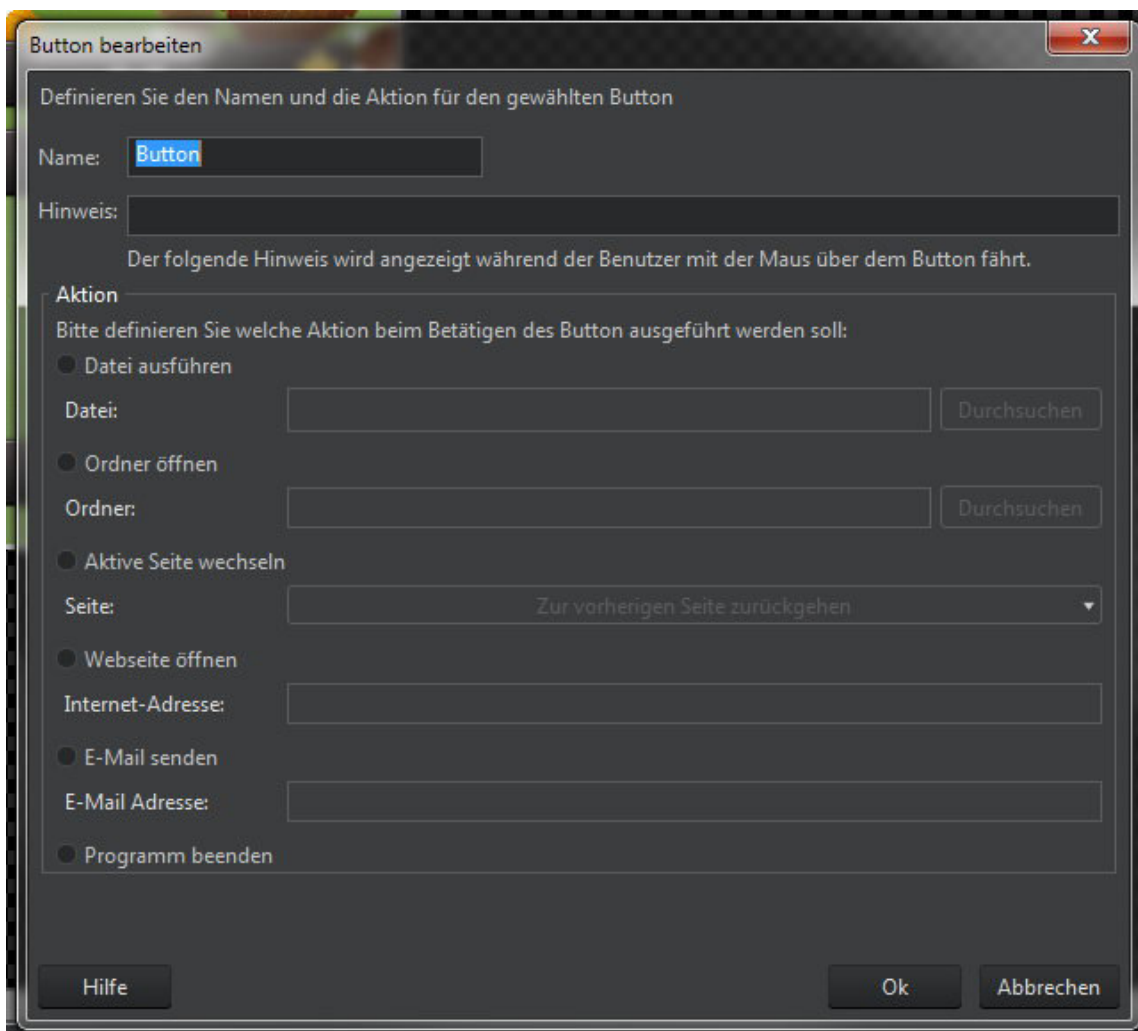 Button bearbeiten
Definieren Sie den Namen und die Aktion für den gewählten Button
Name: Button
Hinweis:
Der folgende Hinweis wird angezeigt während der Benutzer mit der Maus über dem Button fährt.
Aktion
Bitte definieren Sie welche Aktion beim Betätigen des Button ausgeführt werden soll:
Datei ausführen
Datei: Durchsuchen
Ordner öffnen
Ordner: Durchsuchen
Aktive Seite wechseln
Seite: Zur vorherigen Seite zurückgehen
Webseite öffnen
Internet-Adresse:
E-Mail senden
E-Mail Adresse:
Programm beenden
Hilfe Ok Abbrechen